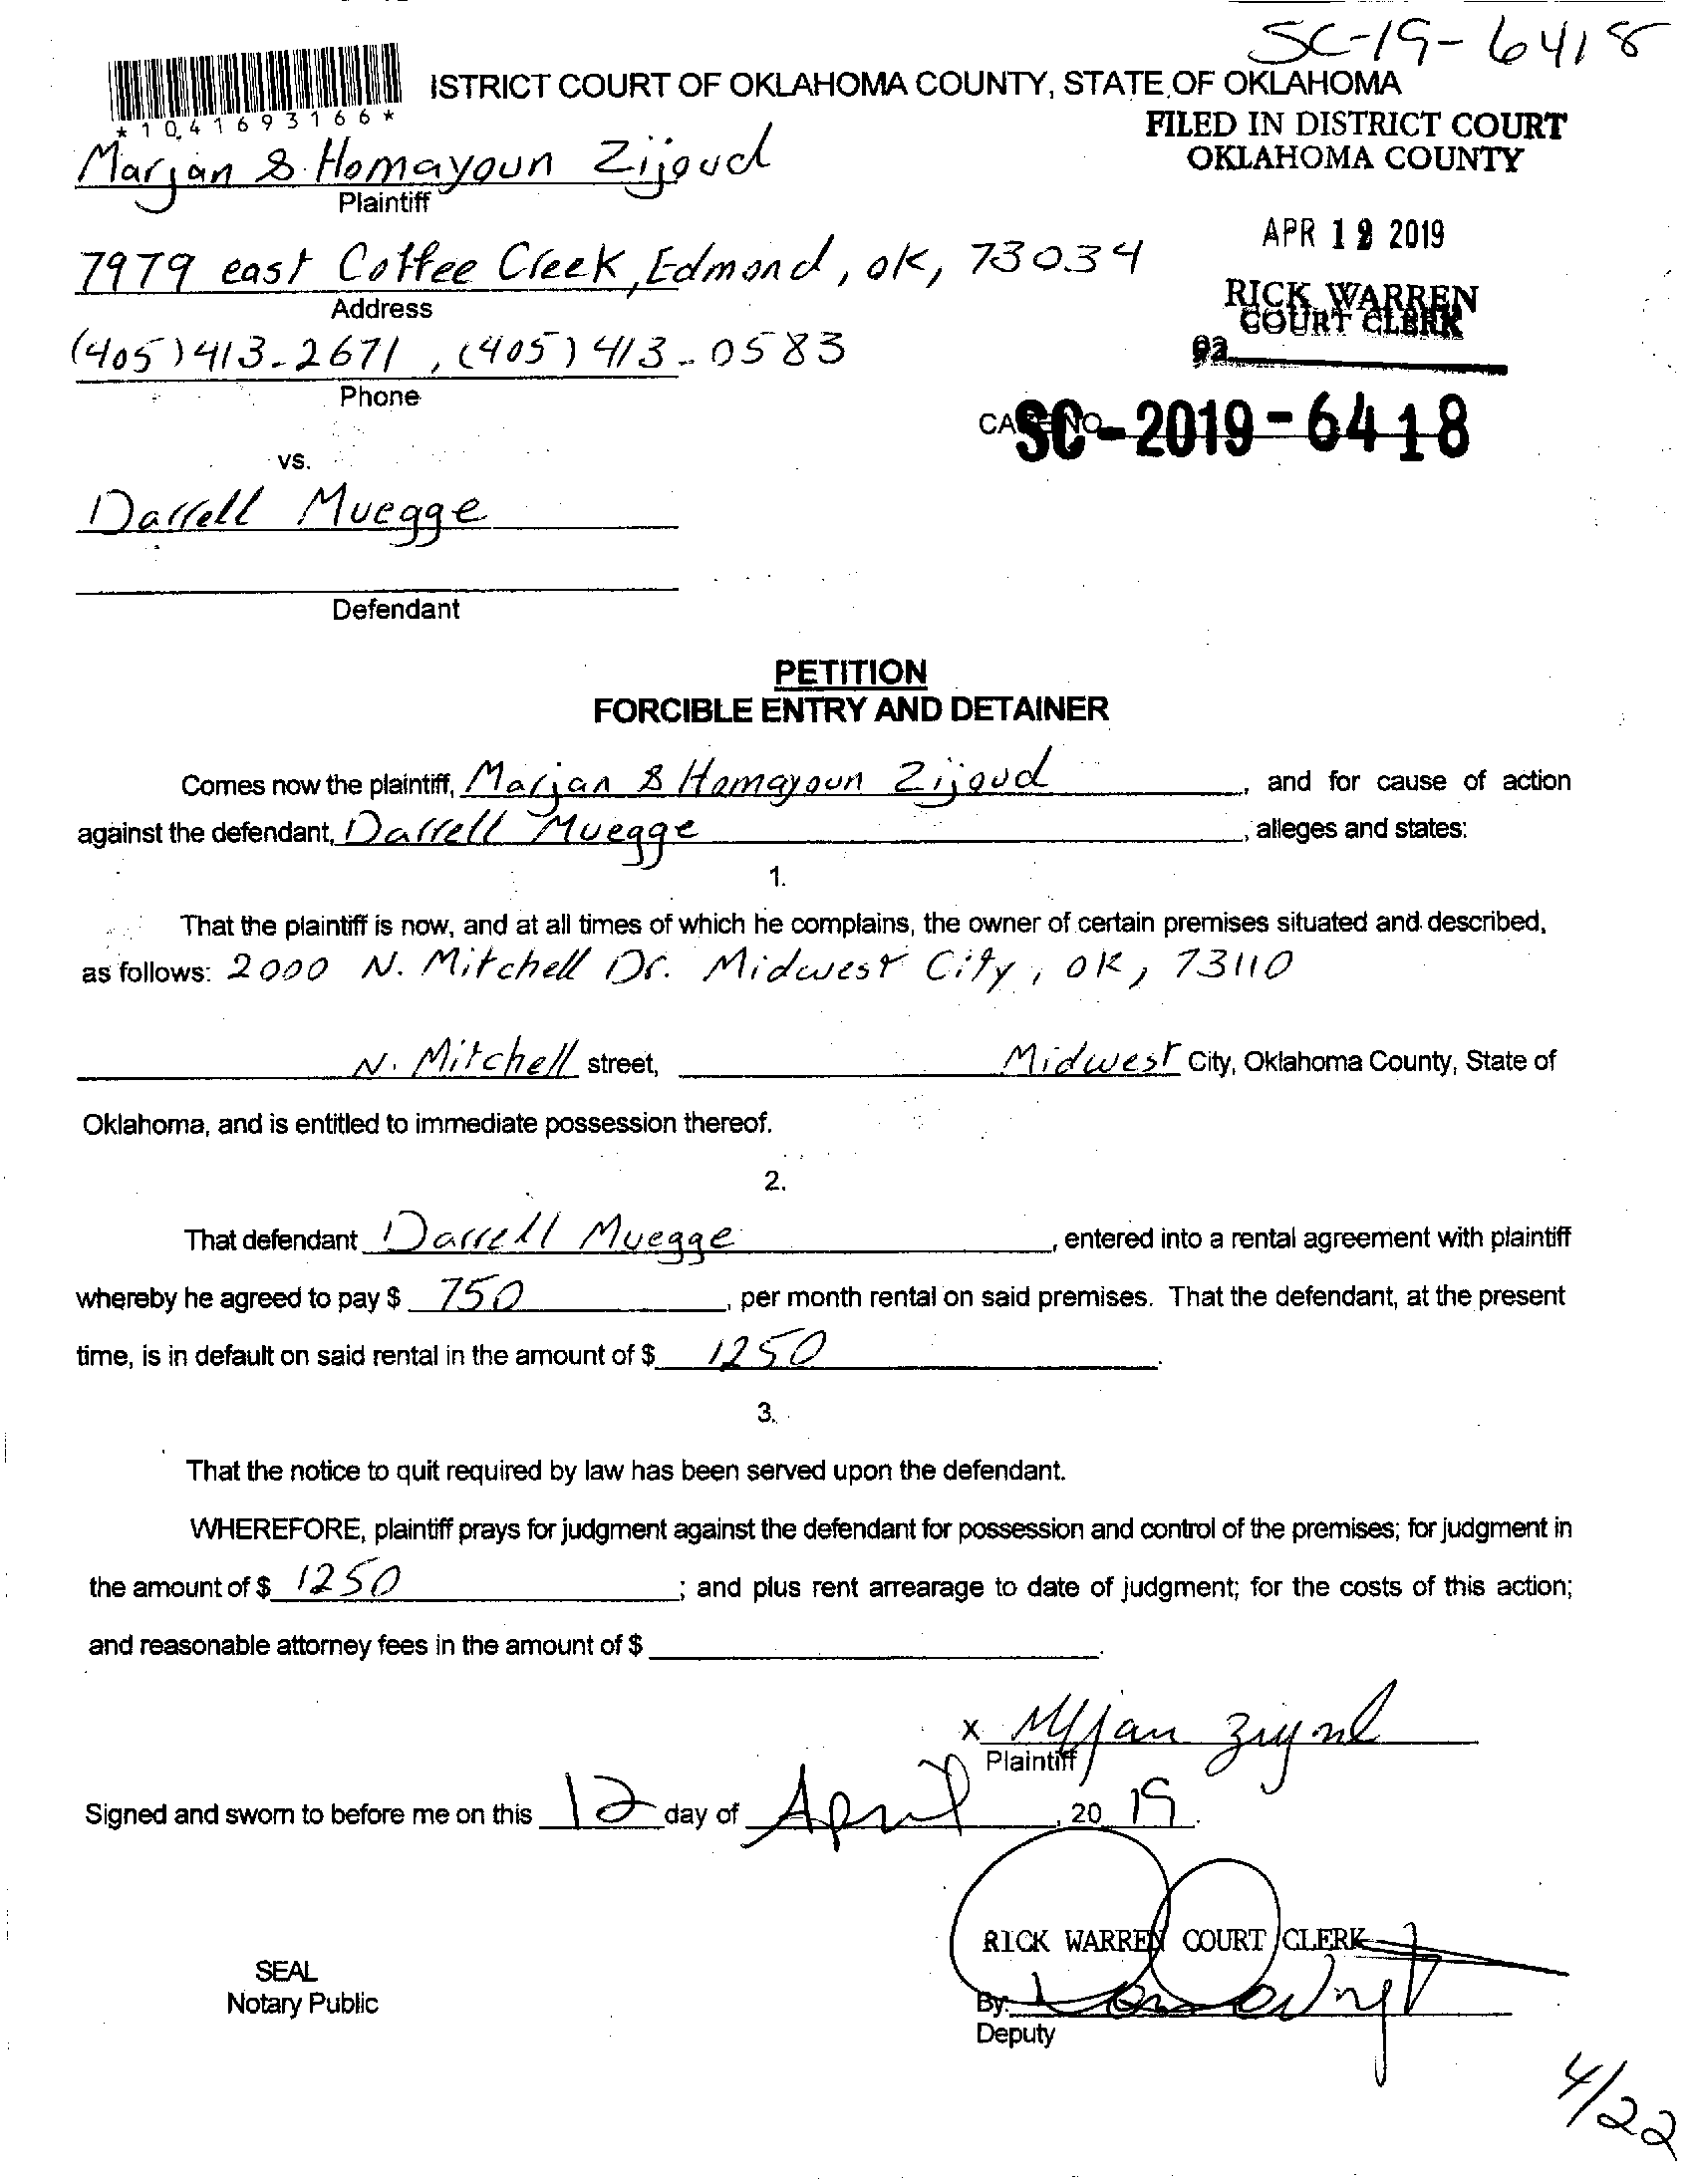 SC-19-6418
ISTRICT COURT OF OKLAHOMA COUNTY, STATE OF OKLAHOMA
*1041693166*
FILED IN DISTRICT COURT
OKLAHOMA COUNTY
Marjan & Homayoun Zijoud
Plaintiff
APR 12 2019
7979 east Coffee Creek, Edmond, ok, 73034
Address
RICK WARREN
COURT CLERK
(405) 413-2671, (405) 413-0583
Phone
SC-2019-6418
vs.
Darrell Muegge
Defendant
PETITION
FORCIBLE ENTRY AND DETAINER
Comes now the plaintiff, Marjan & Homayoun Zijoud, and for cause of action
against the defendant, Darrell Muegge, alleges and states:
1.
That the plaintiff is now, and at all times of which he complains, the owner of certain premises situated and described,
as follows: 2000 N. Mitchell Dr. Midwest City, OK, 73110
N. Mitchell street, Midwest City, Oklahoma County, State of
Oklahoma, and is entitled to immediate possession thereof.
2.
That defendant Darrell Muegge, entered into a rental agreement with plaintiff
whereby he agreed to pay $ 750, per month rental on said premises. That the defendant, at the present
time, is in default on said rental in the amount of $ 1250.
3.
That the notice to quit required by law has been served upon the defendant.
WHEREFORE, plaintiff prays for judgment against the defendant for possession and control of the premises; for judgment in
the amount of $ 1250; and plus rent arrearage to date of judgment; for the costs of this action;
and reasonable attorney fees in the amount of $ .
X
Plaintiff
Signed and sworn to before me on this 12 day of April, 20 19.
RICK WARREN COURT CLERK
SEAL
Notary Public
By:
Deputy
4/22